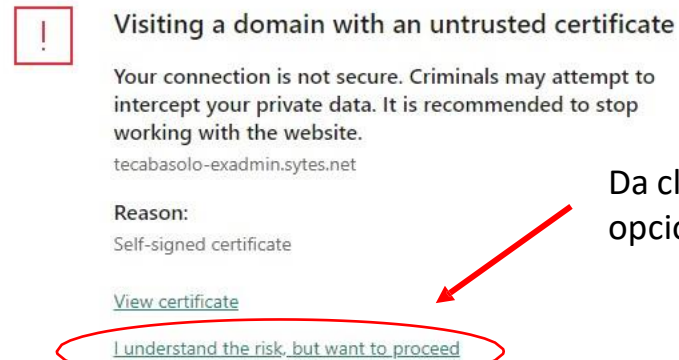 !
Visiting a domain with an untrusted certificate
Your connection is not secure. Criminals may attempt to
intercept your private data. It is recommended to stop
working with the website.
tecabasolo-exadmin.sytes.net
Da
Reason:
Self-signed certificate
View certificate
I understand the risk, but want to proceed